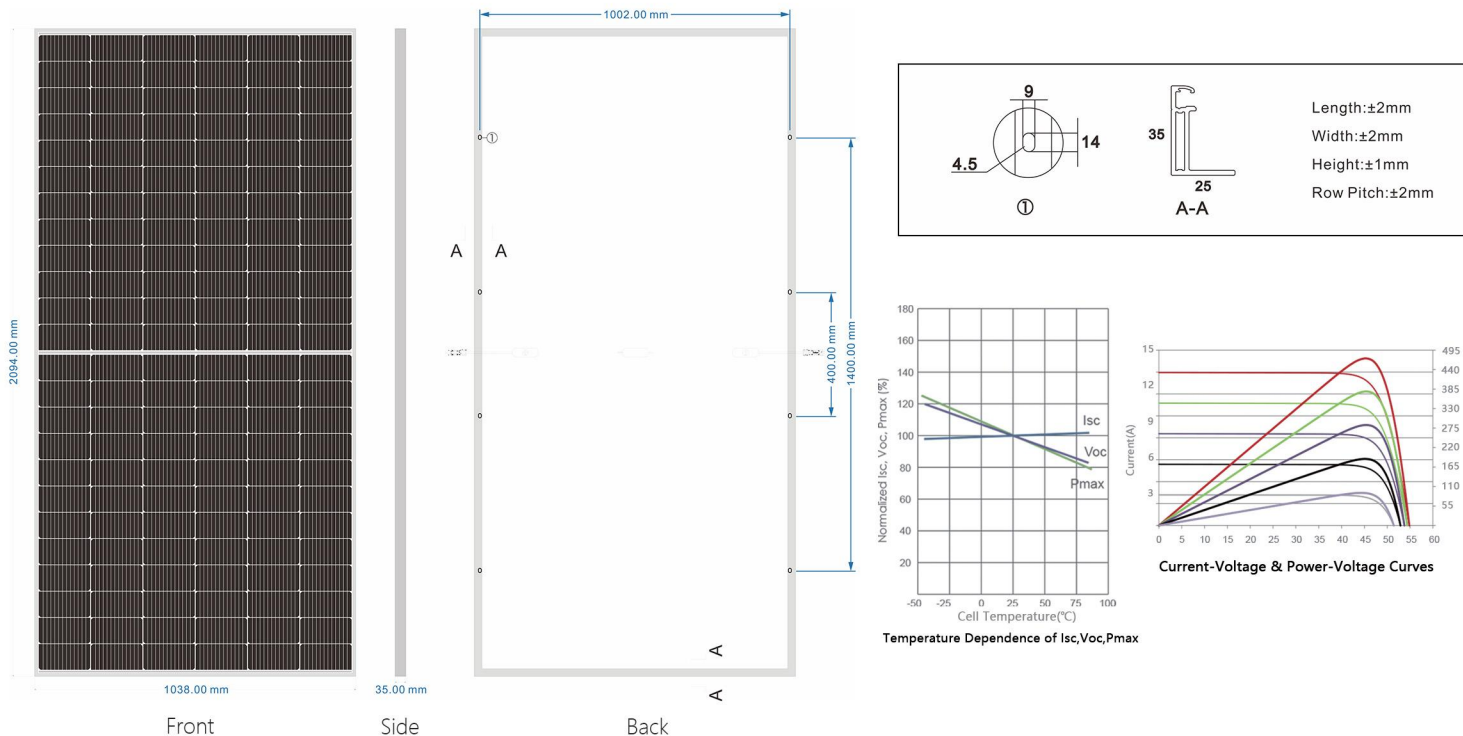 2094.00 mm
1038.00 mm
Front
35.00 mm
Side
1002.00 mm
①
A A
400.00 mm
1400.00 mm
A
A
Back
9
14
4.5
①
35
25
A-A
Length:±2mm
Width:±2mm
Height:±1mm
Row Pitch:±2mm
Normalized Isc, Voc, Pmax (%)
180
160
140
120
100
80
60
40
20
Isc
Voc
Pmax
-50 -25 0 25 50 75 100
Cell Temperature(℃)
Temperature Dependence of Isc,Voc,Pmax
Current(A)
15
12
9
6
3
495
440
385
330
275
220
165
110
55
0 5 10 15 20 25 30 35 40 45 50 55 60
Current-Voltage & Power-Voltage Curves